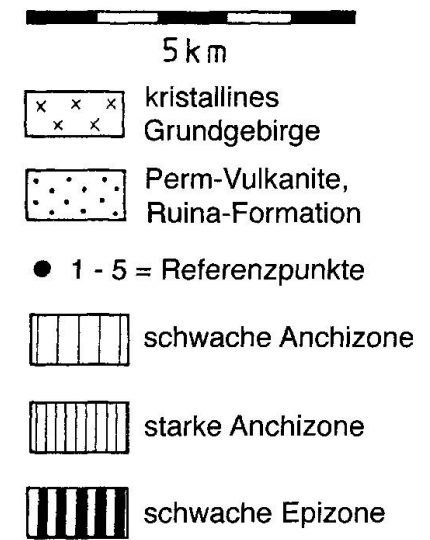 5 km
kristallines
Grundgebirge
Perm-Vulkanite,
Ruina-Formation
1 - 5 = Referenzpunkte
schwache Anchizone
starke Anchizone
schwache Epizone